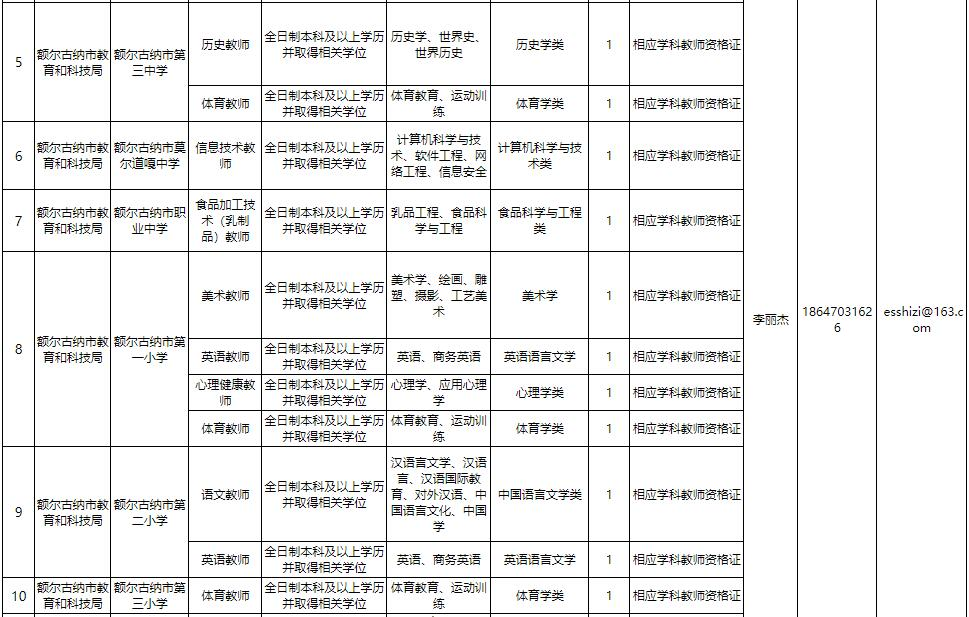 5
额尔古纳市教
育和科技局
额尔古纳市第
三中学
历史教师
全日制本科及以上学历
并取得相关学位
历史学、世界史、
世界历史
历史学类
1
相应学科教师资格证
体育教师
全日制本科及以上学历
并取得相关学位
体育教育、运动训
练
体育学类
1
相应学科教师资格证
6
额尔古纳市教
育和科技局
额尔古纳市莫
尔道嘎中学
信息技术教
师
全日制本科及以上学历
并取得相关学位
计算机科学与技
术、软件工程、网
络工程、信息安全
计算机科学与技
术类
1
相应学科教师资格证
7
额尔古纳市教
育和科技局
额尔古纳市职
业中学
食品加工技
术（乳制
品）教师
全日制本科及以上学历
并取得相关学位
乳品工程、食品科
学与工程
食品科学与工程
类
1
相应学科教师资格证
8
额尔古纳市教
育和科技局
额尔古纳市第
一小学
美术教师
全日制本科及以上学历
并取得相关学位
美术学、绘画、雕
塑、摄影、工艺美
术
美术学
1
相应学科教师资格证
英语教师
全日制本科及以上学历
并取得相关学位
英语、商务英语
英语语言文学
1
相应学科教师资格证
心理健康教
师
全日制本科及以上学历
并取得相关学位
心理学、应用心理
学
心理学类
1
相应学科教师资格证
体育教师
全日制本科及以上学历
并取得相关学位
体育教育、运动训
练
体育学类
1
相应学科教师资格证
9
额尔古纳市教
育和科技局
额尔古纳市第
二小学
语文教师
全日制本科及以上学历
并取得相关学位
汉语言文学、汉语
言、汉语国际教
育、对外汉语、中
国语言文化、中国
学
中国语言文学类
1
相应学科教师资格证
英语教师
全日制本科及以上学历
并取得相关学位
英语、商务英语
英语语言文学
1
相应学科教师资格证
10
额尔古纳市教
育和科技局
额尔古纳市第
三小学
体育教师
全日制本科及以上学历
并取得相关学位
体育教育、运动训
练
体育学类
1
相应学科教师资格证
李丽杰
1864703162
6
esshizi@163.c
om